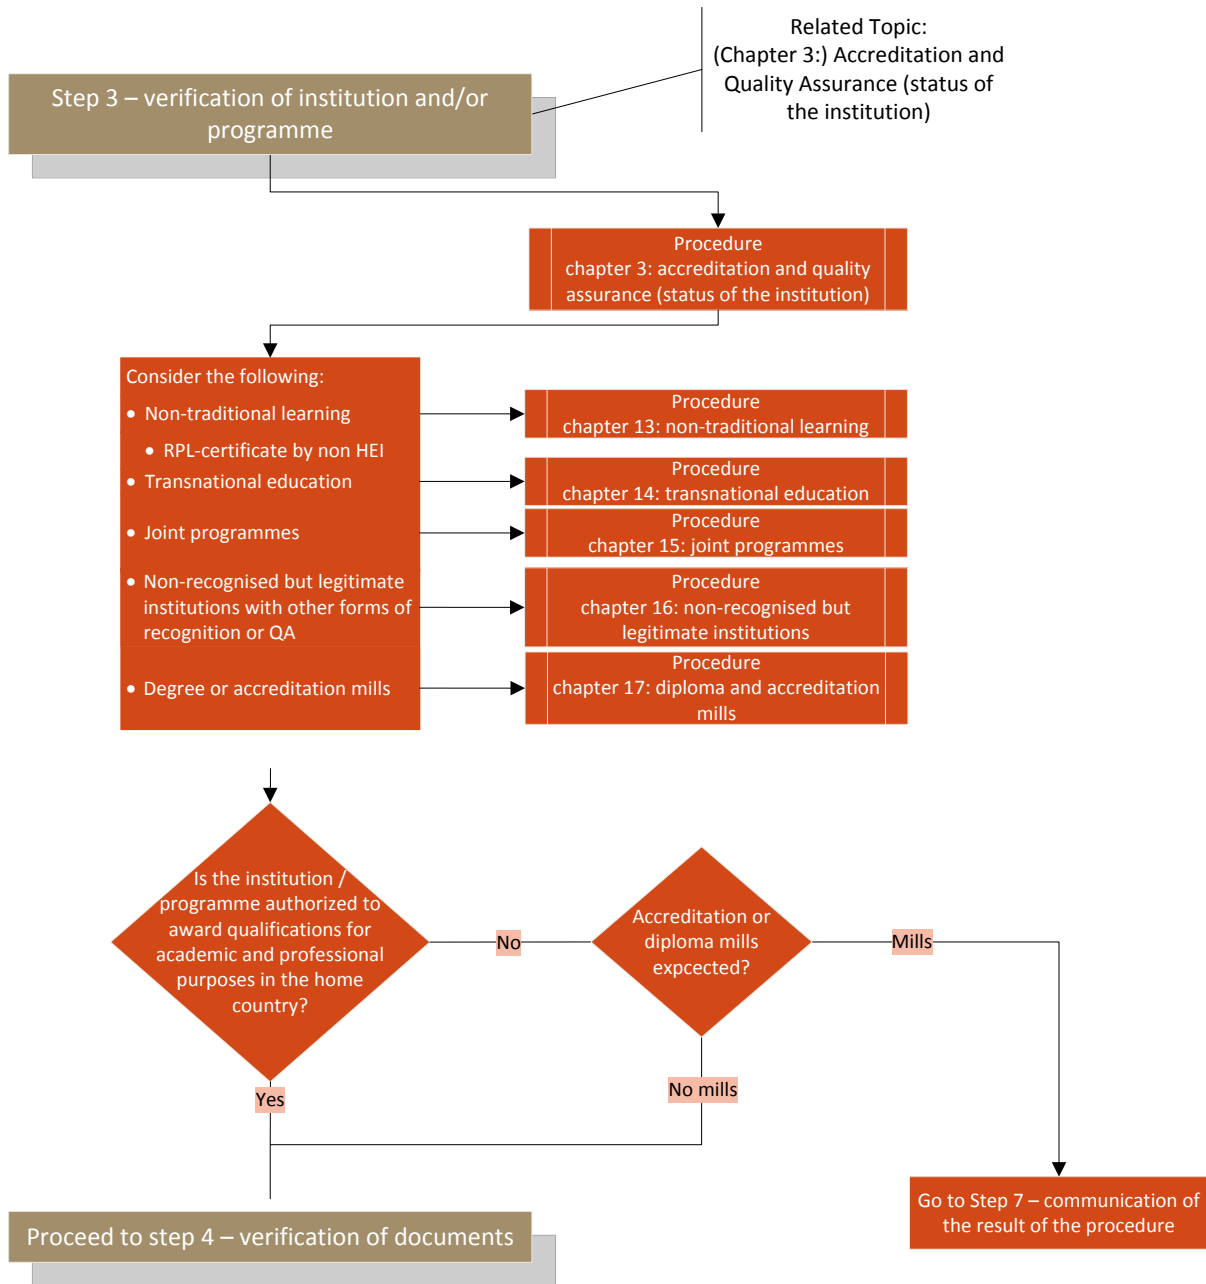 Related Topic:
(Chapter 3:) Accreditation and
Quality Assurance (status of
the institution)
Step 3 – verification of institution and/or
programme
Procedure
chapter 3: accreditation and quality
assurance (status of the institution)
Consider the following:
• Non-traditional learning
• RPL-certificate by non HEI
• Transnational education
• Joint programmes
• Non-recognised but legitimate
institutions with other forms of
recognition or QA
• Degree or accreditation mills
Procedure
chapter 13: non-traditional learning
Procedure
chapter 14: transnational education
Procedure
chapter 15: joint programmes
Procedure
chapter 16: non-recognised but
legitimate institutions
Procedure
chapter 17: diploma and accreditation
mills
Is the institution /
programme authorized to
award qualifications for
academic and professional
purposes in the home
country?
No
Accreditation or
diploma mills
expcected?
Mills
Yes
No mills
Go to Step 7 – communication of
the result of the procedure
Proceed to step 4 – verification of documents